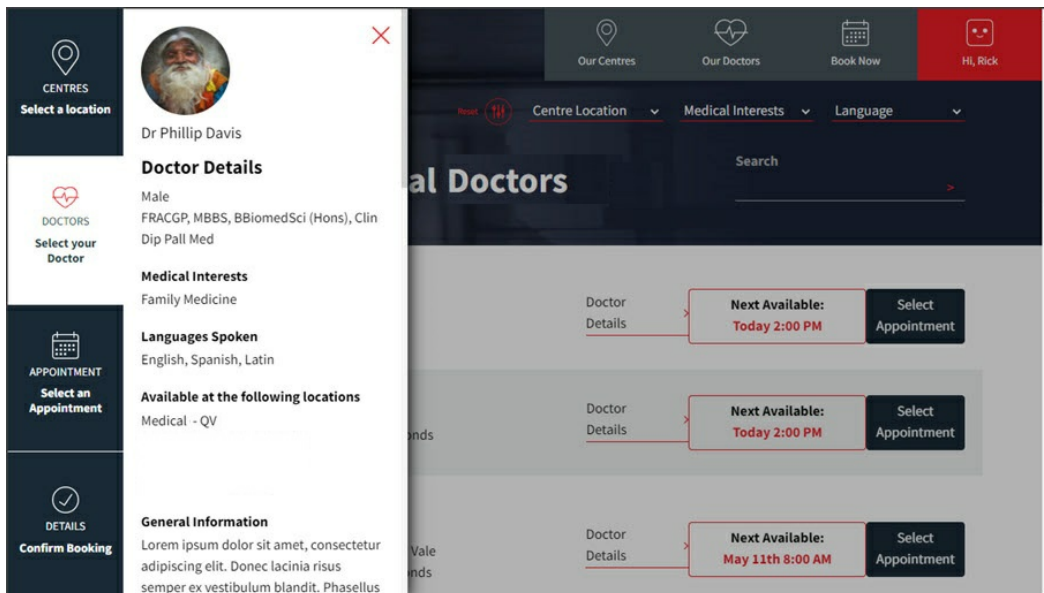 CENTRES
Select a location
DOCTORS
Select your
Doctor
APPOINTMENT
Select an
Appointment
DETAILS
Confirm Booking
Dr Phillip Davis
Doctor Details
Male
FRACGP, MBBS, BBiomedSci (Hons), Clin
Dip Pall Med
Medical Interests
Family Medicine
Languages Spoken
English, Spanish, Latin
Available at the following locations
Medical - QV
General Information
Lorem ipsum dolor sit amet, consectetur
adipiscing elit. Donec lacinia risus
semper ex vestibulum blandit. Phasellus
Our Centres
Our Doctors
Book Now
Hi, Rick
Reset
Centre Location
Medical Interests
Language
al Doctors
Search
>
Doctor
Details
>
Next Available:
Today 2:00 PM
Select
Appointment
onds
Doctor
Details
>
Next Available:
Today 2:00 PM
Select
Appointment
Vale
onds
Doctor
Details
>
Next Available:
May 11th 8:00 AM
Select
Appointment